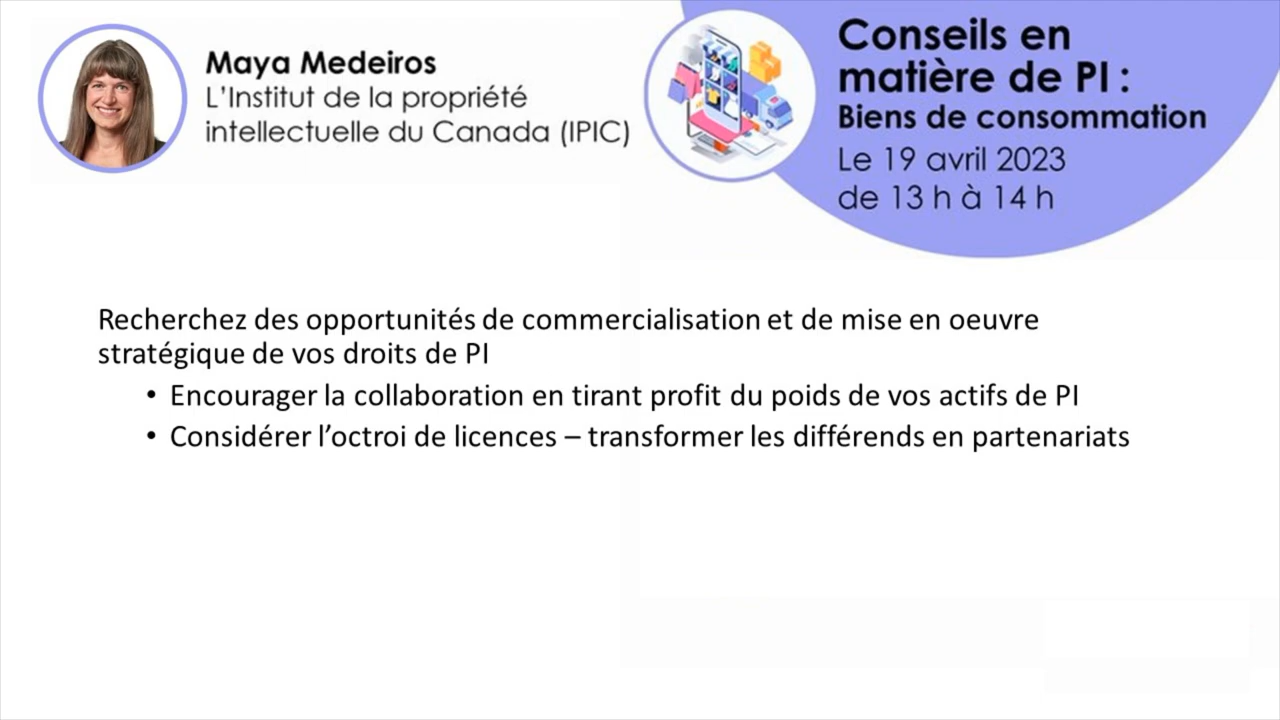 Maya Medeiros
L’Institut de la propriété
intellectuelle du Canada (IPIC)
Conseils en
matière de PI :
Biens de consommation
Le 19 avril 2023
de 13 h à 14 h
Recherchez des opportunités de commercialisation et de mise en oeuvre
stratégique de vos droits de PI
• Encourager la collaboration en tirant profit du poids de vos actifs de PI
• Considérer l’octroi de licences – transformer les différends en partenariats